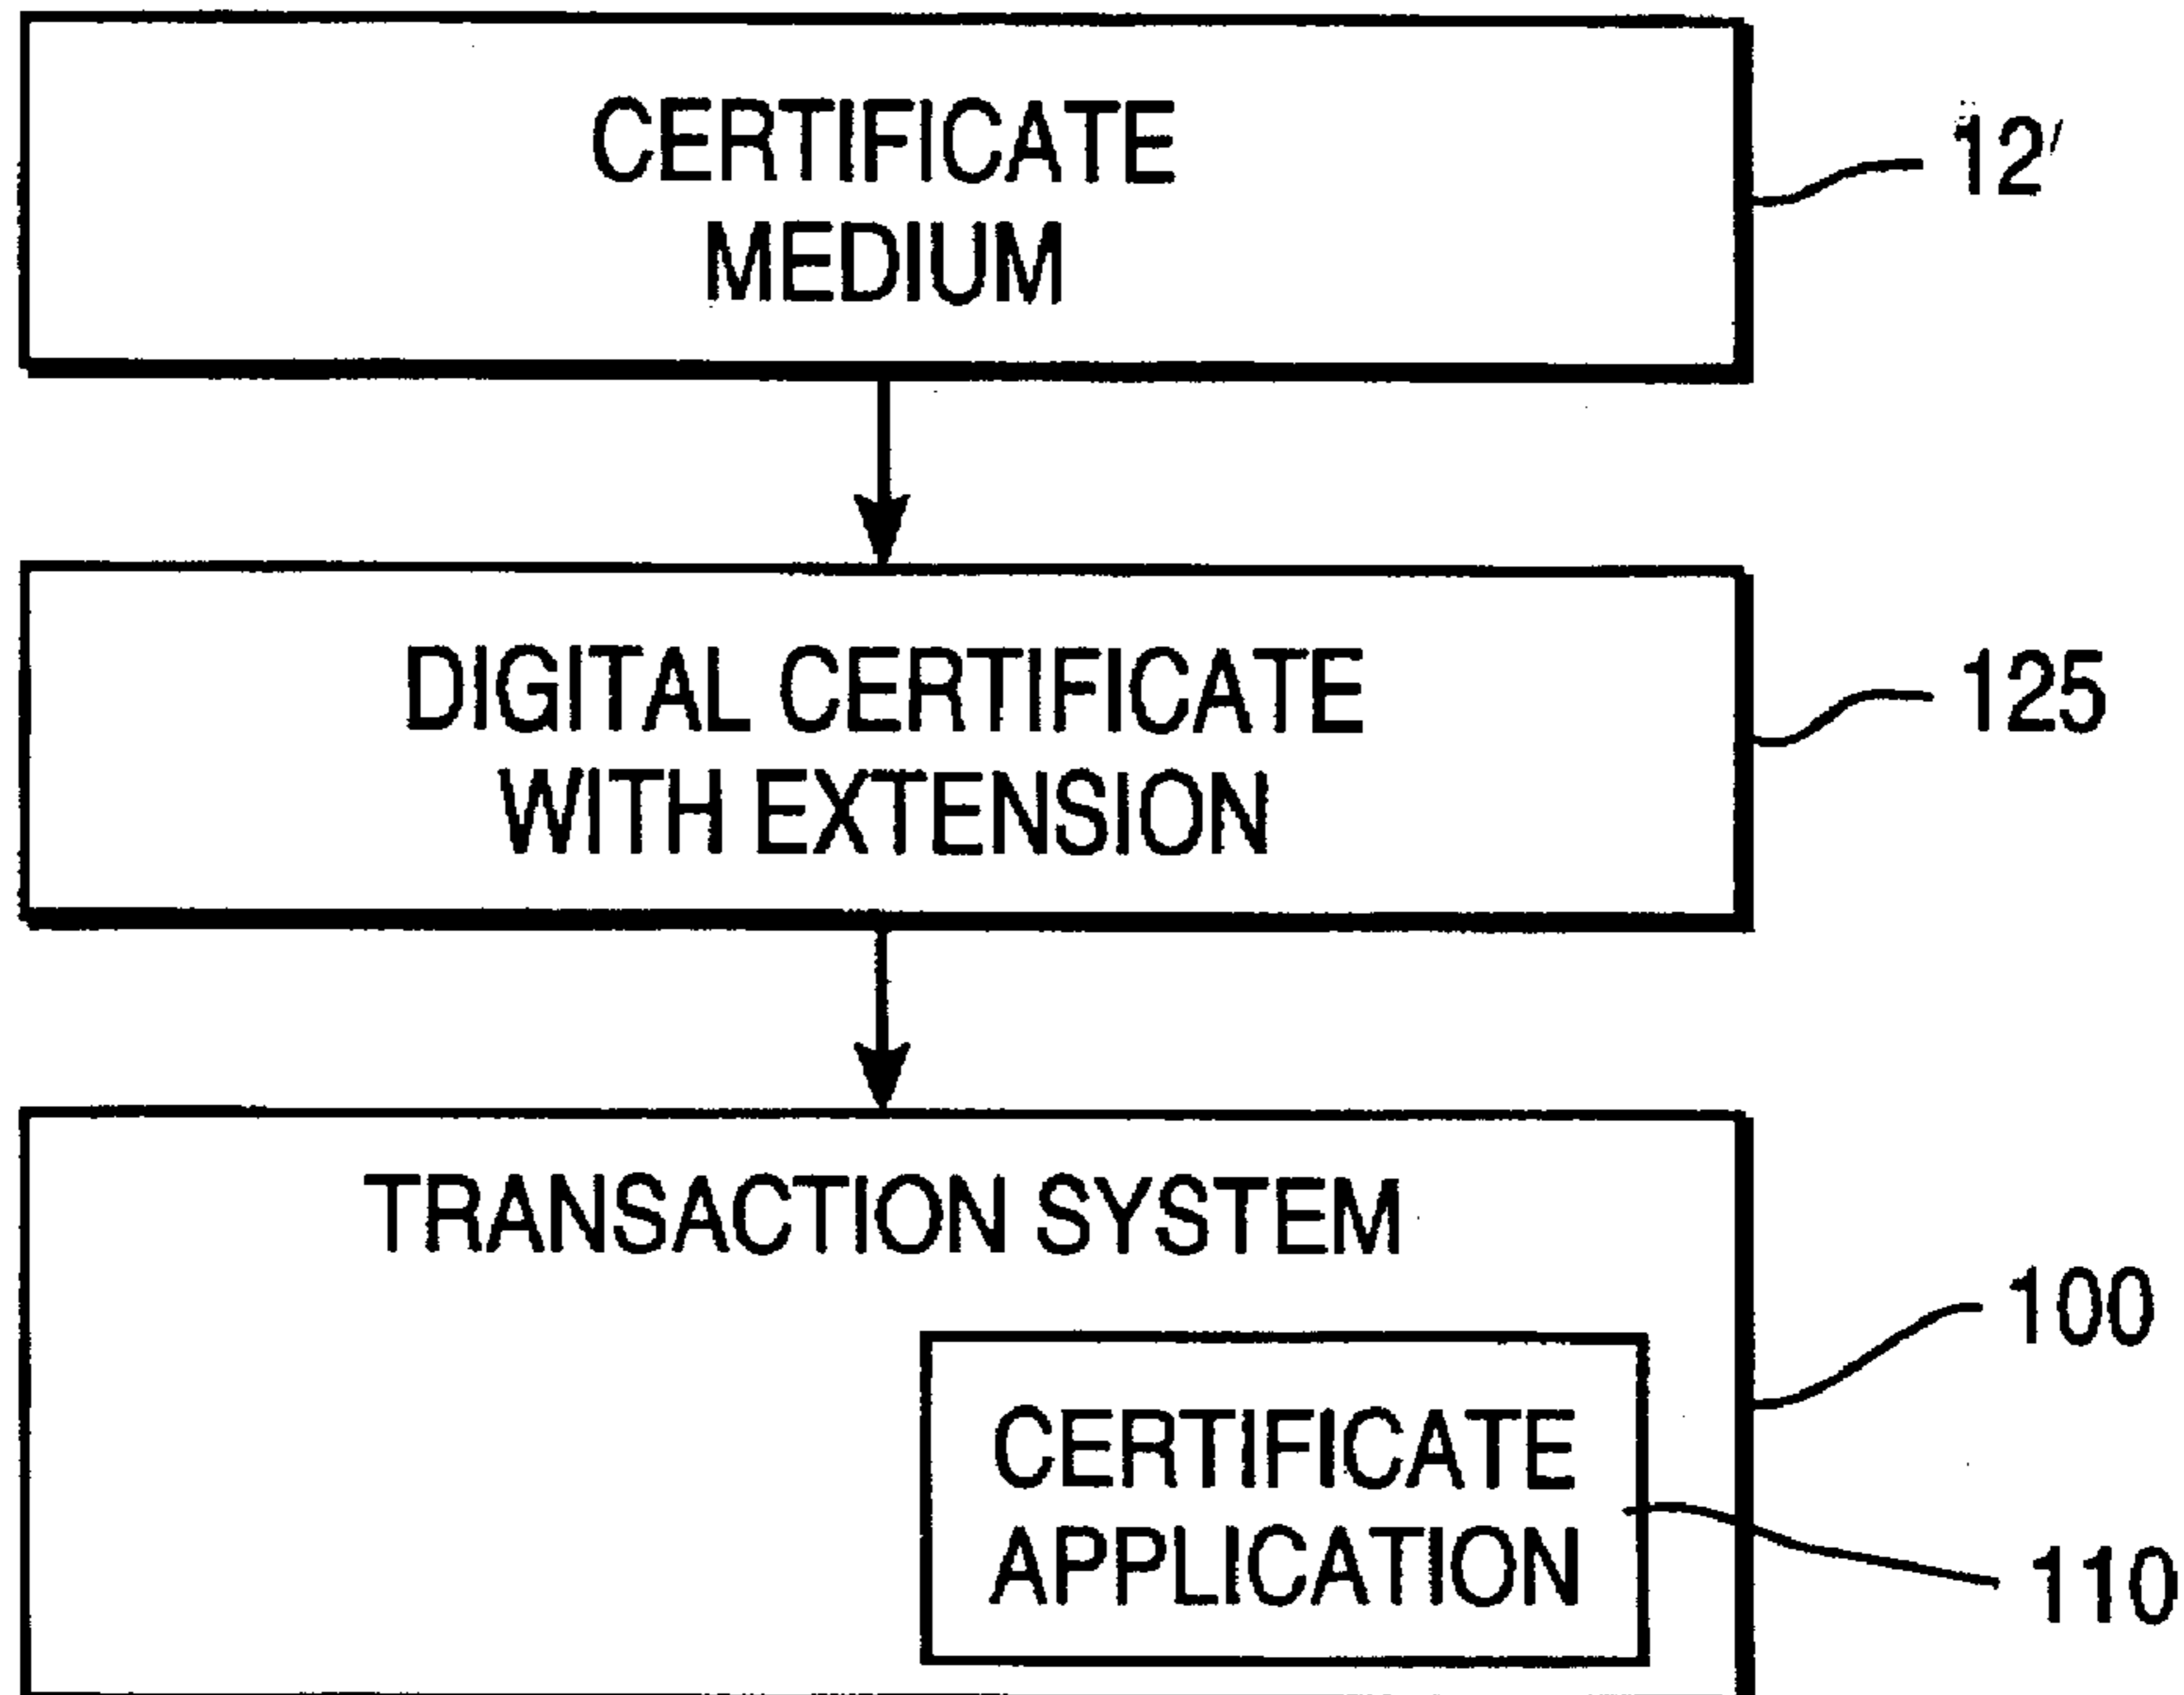 CERTIFICATE
MEDIUM
12'
DIGITAL CERTIFICATE
WITH EXTENSION
125
TRANSACTION SYSTEM
100
CERTIFICATE
APPLICATION
110